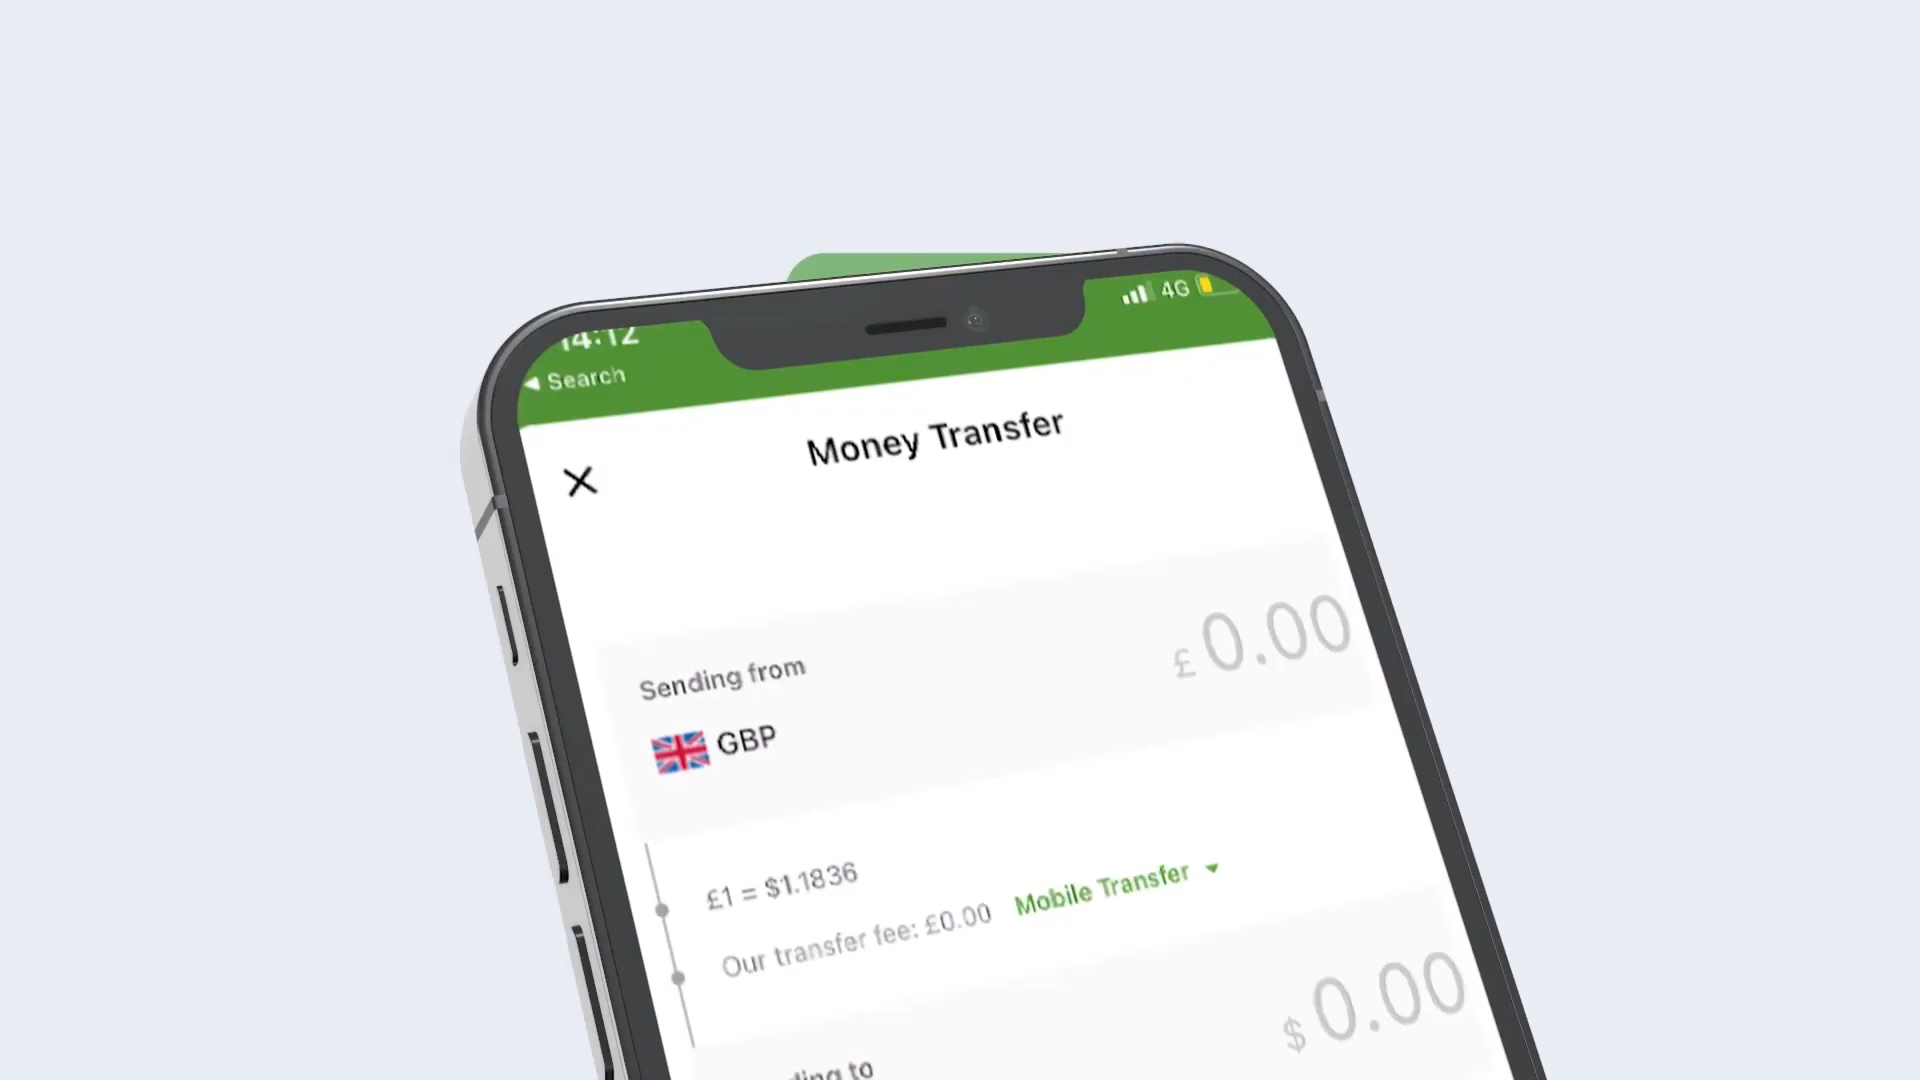 14:12
4G
Search
Money Transfer
£0.00
Sending from
GBP
£1 = $1.1836
Our transfer fee: £0.00 Mobile Transfer
$0.00
to